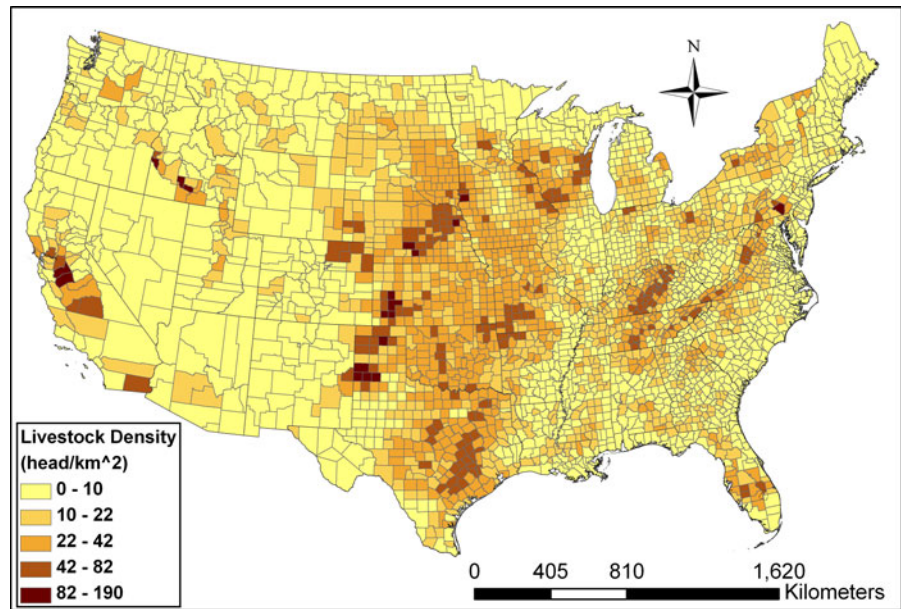 N
Livestock Density
(head/km^2)
0 - 10
10 - 22
22 - 42
42 - 82
82 - 190
0 405 810 1,620
Kilometers